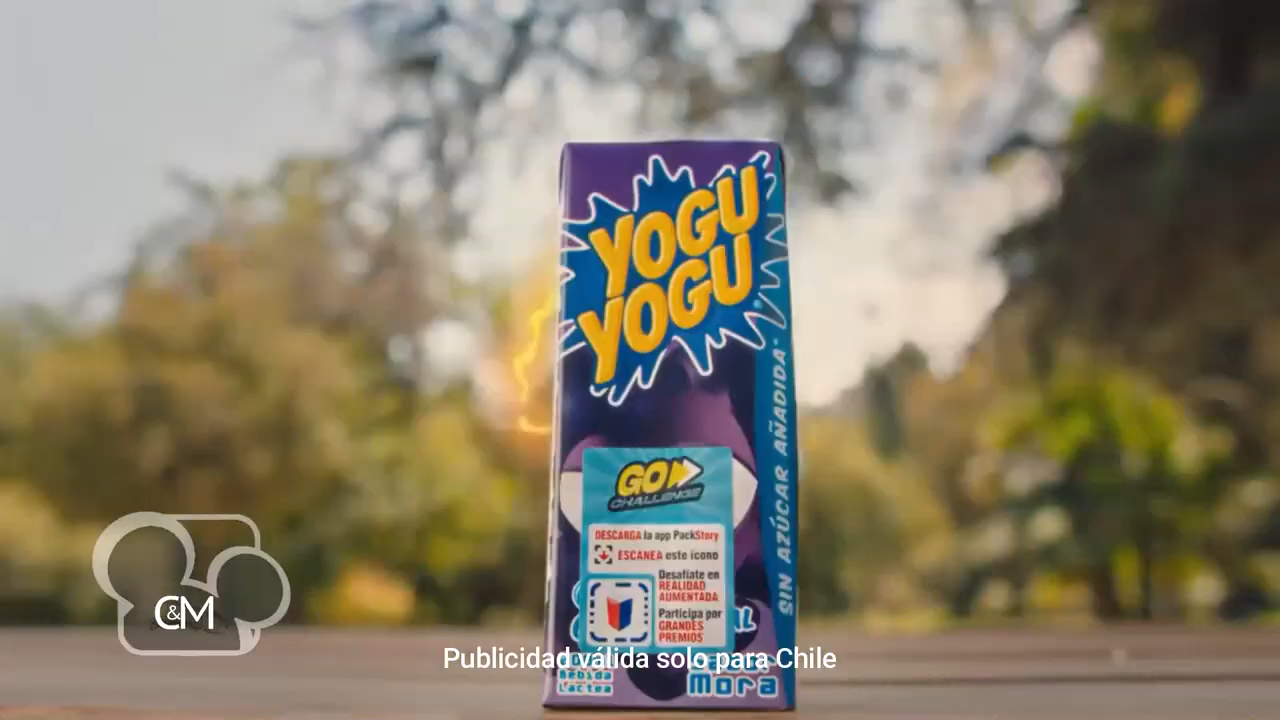 YOGU
YOGU
SIN AZÚCAR AÑADIDA*
GO
CHALLENGE
DESCARGA la app PackStory
ESCANEA este ícono
Desafíate en
REALIDAD
AUMENTADA
Participa por
GRANDES
PREMIOS
C&M
Publicidad válida solo para Chile
Bebida
Láctea
Mora